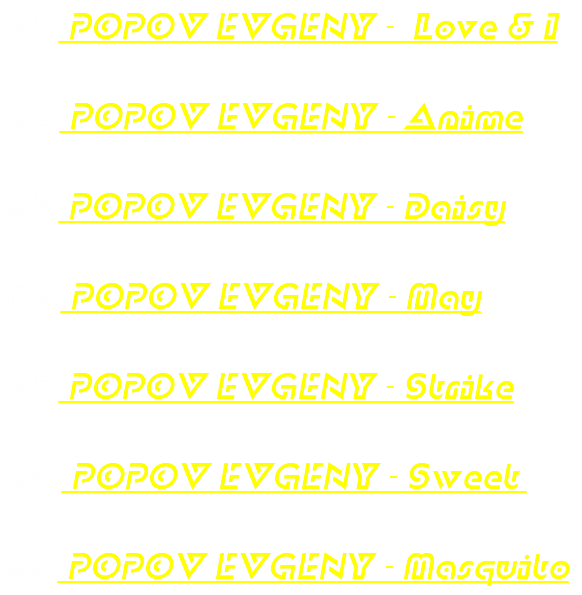 POPOV EVGENY - Love & I
POPOV EVGENY - Anime
POPOV EVGENY - Daisy
POPOV EVGENY - May
POPOV EVGENY - Strike
POPOV EVGENY - Sweet
POPOV EVGENY - Masquito